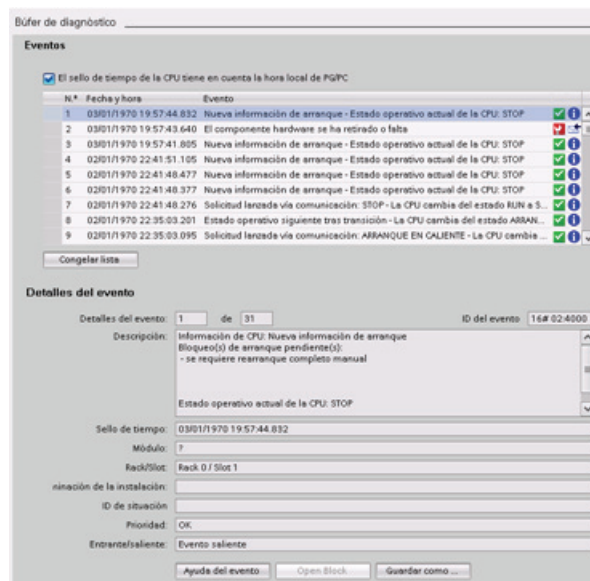 Búfer de diagnóstico
Eventos
El sello de tiempo de la CPU tiene en cuenta la hora local de PG/PC
N.º Fecha y hora Evento
1 03/01/1970 19:57:44.832 Nueva información de arranque - Estado operativo actual de la CPU: STOP
2 03/01/1970 19:57:43.640 El componente hardware se ha retirado o falta
3 03/01/1970 19:57:41.805 Nueva información de arranque - Estado operativo actual de la CPU: STOP
4 02/01/1970 22:41:51.105 Nueva información de arranque - Estado operativo actual de la CPU: STOP
5 02/01/1970 22:41:48.477 Nueva información de arranque - Estado operativo actual de la CPU: STOP
6 02/01/1970 22:41:48.377 Nueva información de arranque - Estado operativo actual de la CPU: STOP
7 02/01/1970 22:41:48.276 Solicitud lanzada vía comunicación: STOP - La CPU cambia del estado RUN a S...
8 02/01/1970 22:35:03.201 Estado operativo siguiente tras transición - La CPU cambia del estado ARRAN...
9 02/01/1970 22:35:03.095 Solicitud lanzada vía comunicación: ARRANQUE EN CALIENTE - La CPU cambia ...
Congelar lista
Detalles del evento
Detalles del evento: 1 de 31 ID del evento 16# 02:4000
Descripción: Información de CPU: Nueva información de arranque
Bloqueo(s) de arranque pendiente(s):
- se requiere rearranque completo manual
Estado operativo actual de la CPU: STOP
Sello de tiempo: 03/01/1970 19:57:44.832
Módulo: ?
Rack/Slot: Rack 0 / Slot 1
ninación de la instalación:
ID de situación
Prioridad: OK
Entrante/saliente: Evento saliente
Ayuda del evento Open Block Guardar como ...